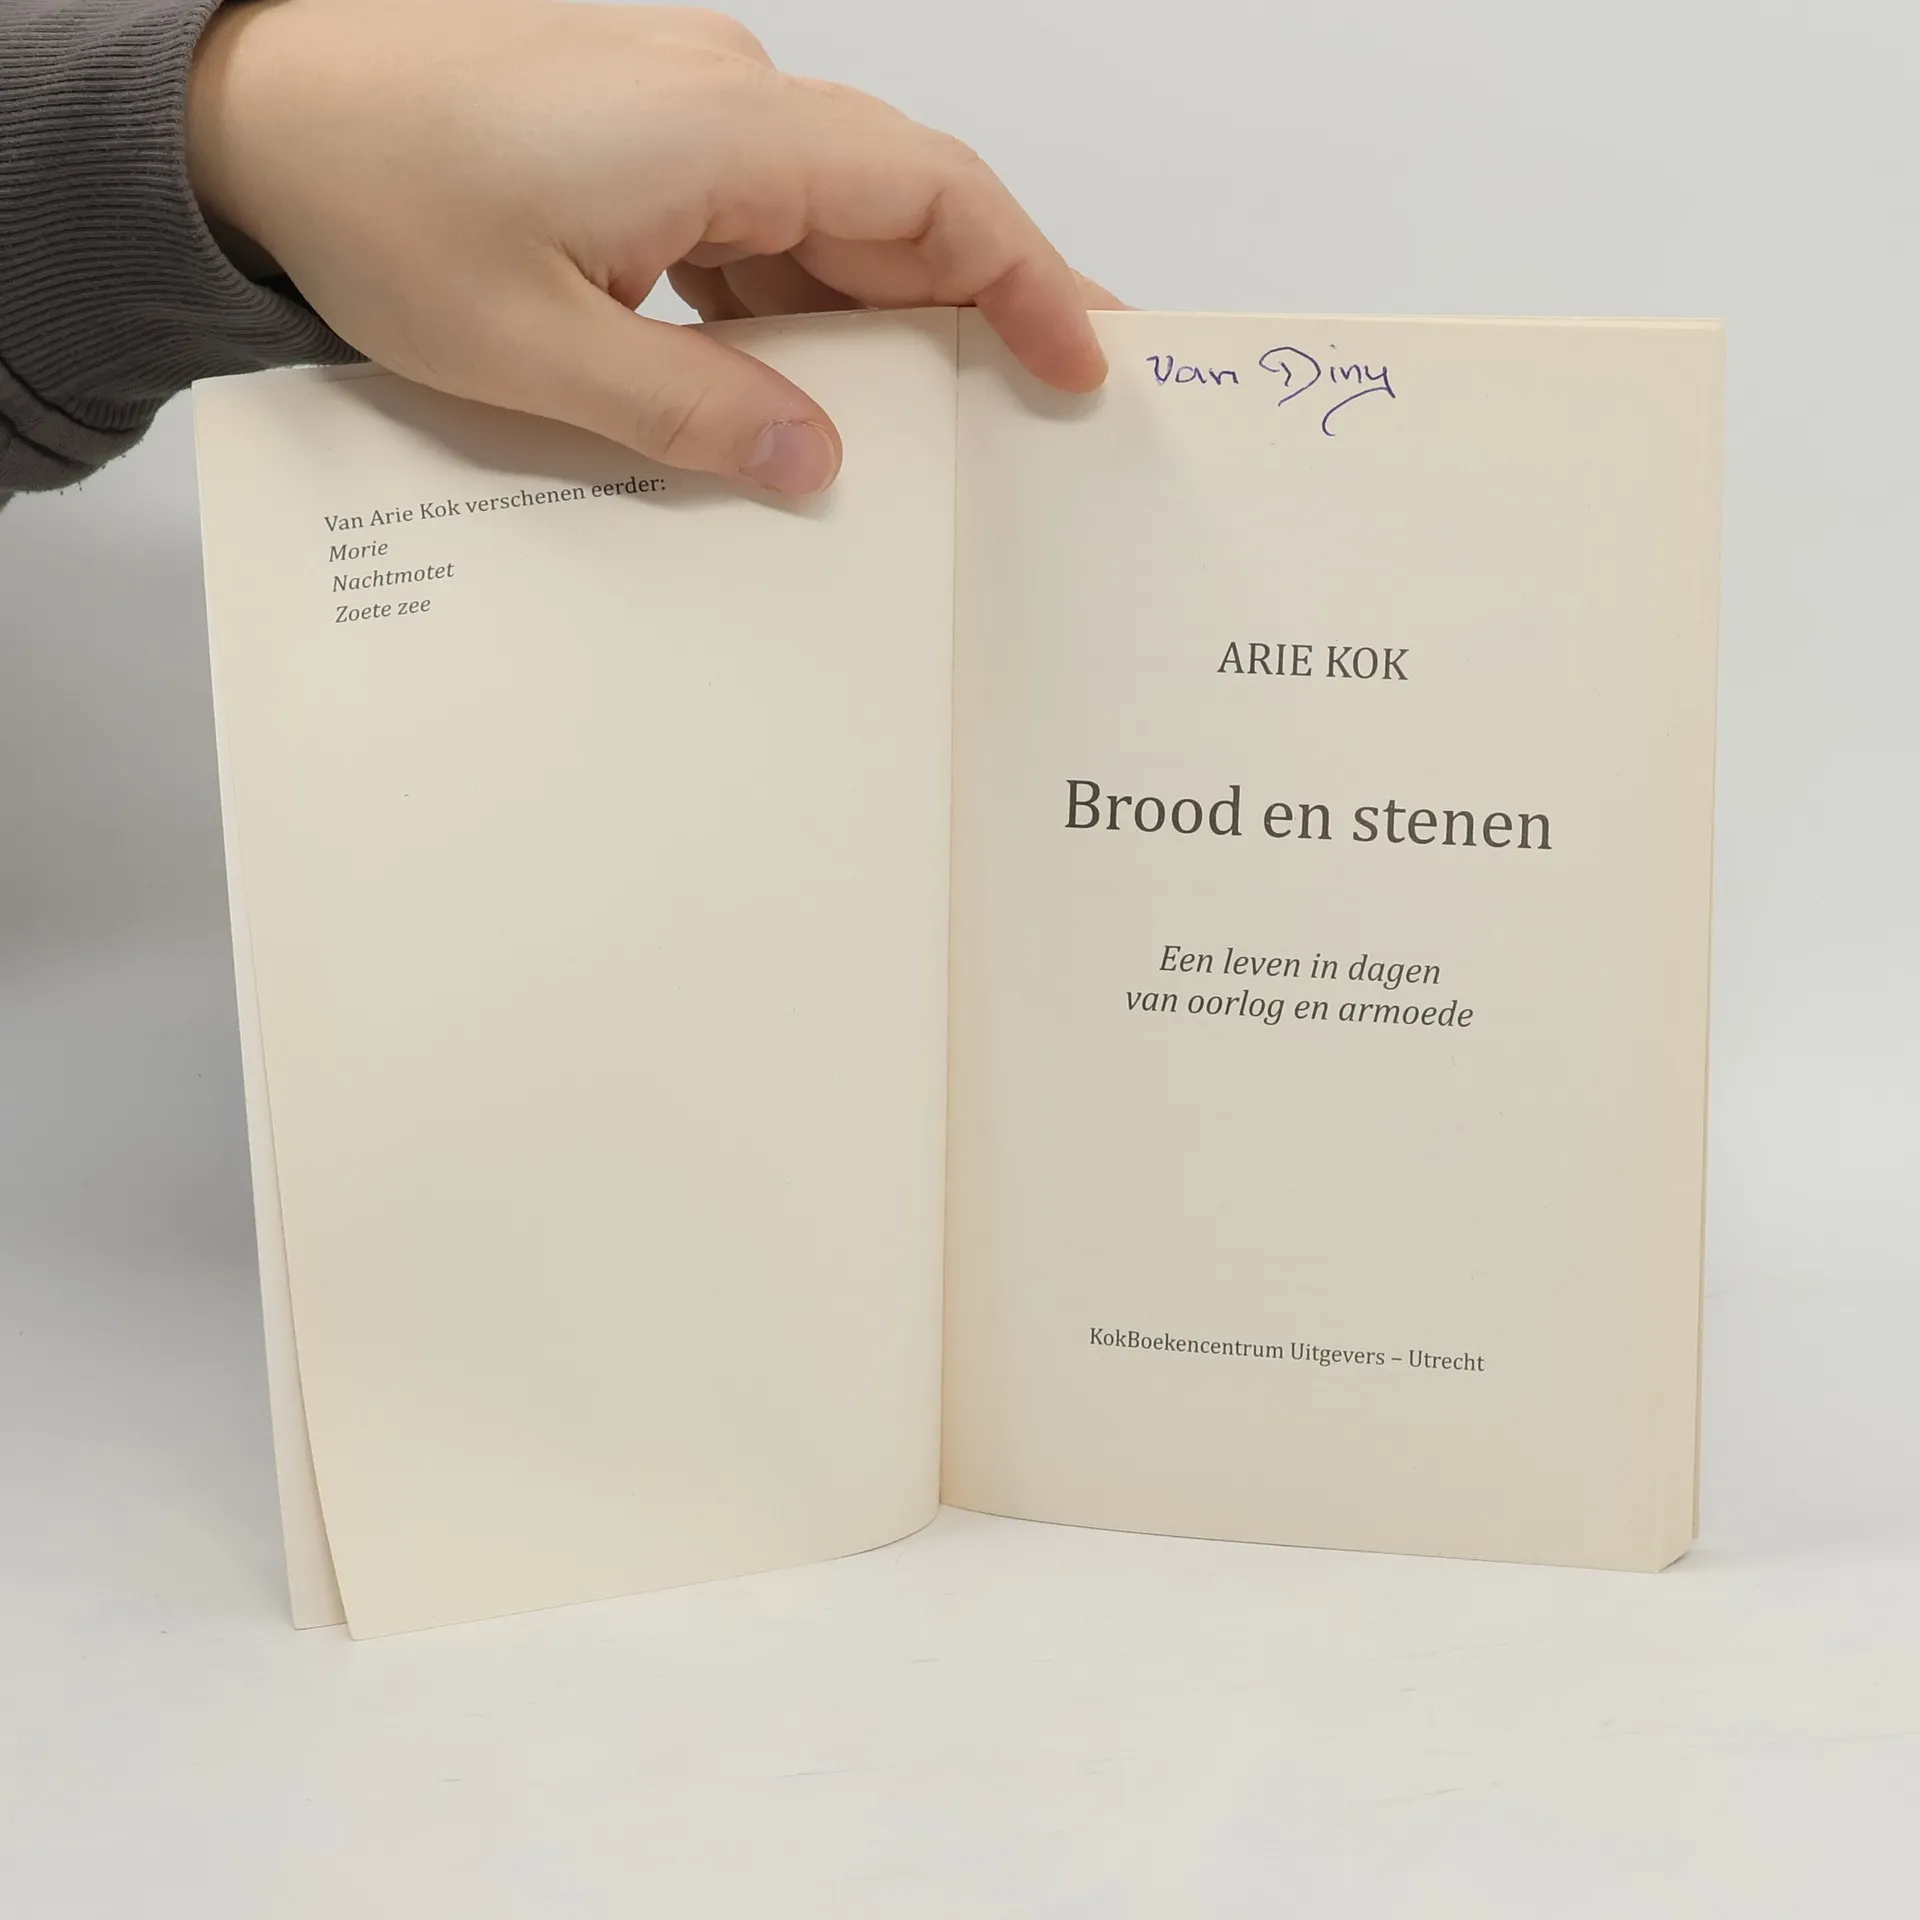 Van Arie Kok verschenen eerder:
Morie
Nachtmotet
Zoete zee
Van Diny
ARIE KOK
Brood en stenen
Een leven in dagen
van oorlog en armoede
KokBoekencentrum Uitgevers – Utrecht